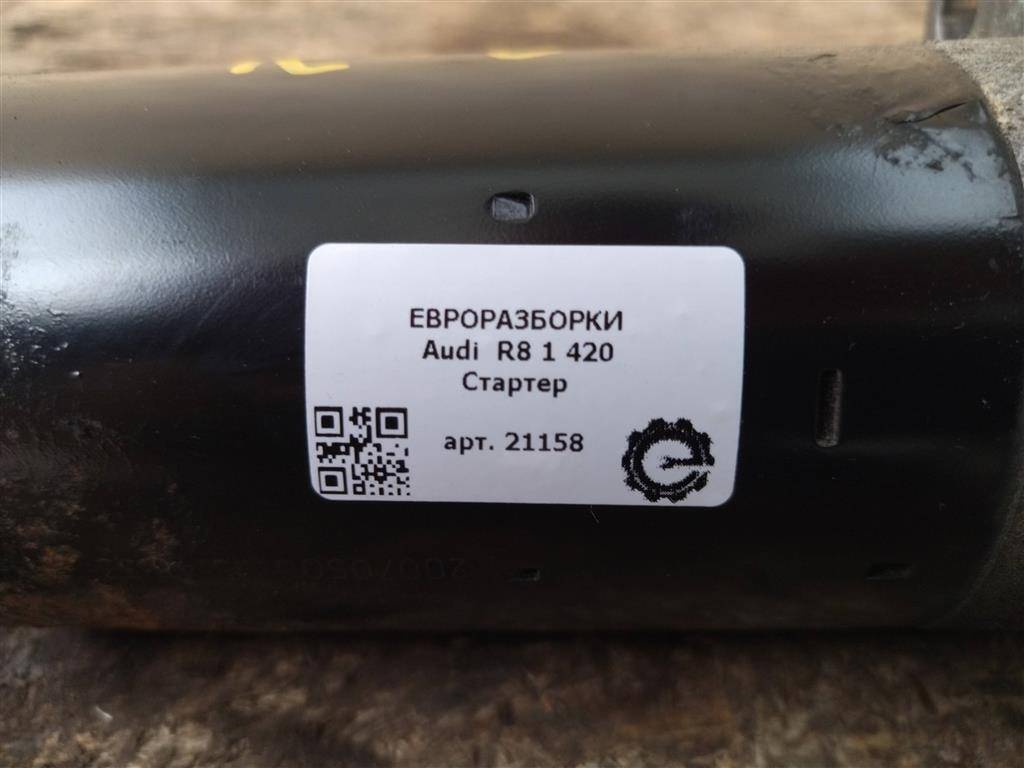 ЕВРОРАЗБОРКИ
Audi R8 1 420
Стартер
арт. 21158